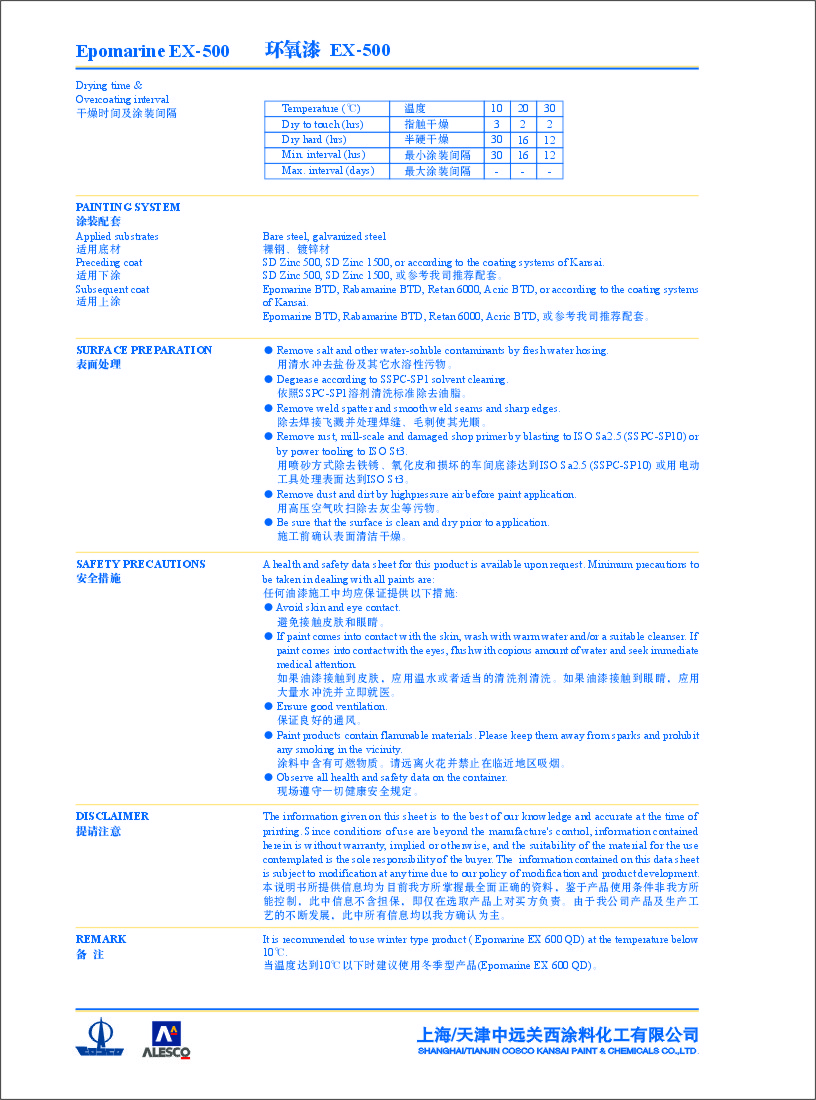 Epomarine EX-500 环氧漆 EX-500
Drying time &
Overcoating interval
干燥时间及涂装间隔
Temperature (℃) 温度 10 20 30
Dry to touch (hrs) 指触干燥 3 2 2
Dry hard (hrs) 半硬干燥 30 16 12
Min. interval (hrs) 最小涂装间隔 30 16 12
Max. interval (days) 最大涂装间隔 - - -
PAINTING SYSTEM
涂装配套
Applied substrates Bare steel, galvanized steel
适用底材 裸钢、镀锌材
Preceding coat SD Zinc 500, SD Zinc 1500, or according to the coating systems of Kansai.
适用下涂 SD Zinc 500, SD Zinc 1500, 或参考我司推荐配套。
Subsequent coat Epomarine BTD, Rabamarine BTD, Retan 6000, Acric BTD, or according to the coating systems
适用上涂 of Kansai.
Epomarine BTD, Rabamarine BTD, Retan 6000, Acric BTD, 或参考我司推荐配套。
SURFACE PREPARATION
表面处理
● Remove salt and other water-soluble contaminants by fresh water hosing.
用清水冲去盐份及其它水溶性污物。
● Degrease according to SSPC-SP1 solvent cleaning.
依照SSPC-SP1溶剂清洗标准除去油脂。
● Remove weld spatter and smooth weld seams and sharp edges.
除去焊接飞溅并处理焊缝、毛刺使其光顺。
● Remove rust, mill-scale and damaged shop primer by blasting to ISO Sa2.5 (SSPC-SP10) or
by power tooling to ISO St3.
用喷砂方式除去铁锈、氧化皮和损坏的车间底漆达到ISO Sa2.5 (SSPC-SP10) 或用电动
工具处理表面达到ISO St3。
● Remove dust and dirt by highpressure air before paint application.
用高压空气吹扫除去灰尘等污物。
● Be sure that the surface is clean and dry prior to application.
施工前确认表面清洁干燥。
SAFETY PRECAUTIONS
安全措施
A health and safety data sheet for this product is available upon request. Minimum precautions to
be taken in dealing with all paints are:
任何油漆施工中均应保证提供以下措施:
● Avoid skin and eye contact.
避免接触皮肤和眼睛。
● If paint comes into contact with the skin, wash with warm water and/or a suitable cleanser. If
paint comes into contact with the eyes, flush with copious amount of water and seek immediate
medical attention.
如果油漆接触到皮肤，应用温水或者适当的清洗剂清洗。如果油漆接触到眼睛，应用
大量水冲洗并立即就医。
● Ensure good ventilation.
保证良好的通风。
● Paint products contain flammable materials. Please keep them away from sparks and prohibit
any smoking in the vicinity.
涂料中含有可燃物质。请远离火花并禁止在临近地区吸烟。
● Observe all health and safety data on the container.
现场遵守一切健康安全规定。
DISCLAIMER
提请注意
The information given on this sheet is to the best of our knowledge and accurate at the time of
printing. Since conditions of use are beyond the manufacture's control, information contained
herein is without warranty, implied or otherwise, and the suitability of the material for the use
contemplated is the sole responsibility of the buyer. The information contained on this data sheet
is subject to modification at any time due to our policy of modification and product development.
本说明书所提供信息均为目前我方所掌握最全面正确的资料，鉴于产品使用条件非我方所
能控制，此中信息不含担保，即仅在选取产品上对买方负责。由于我公司产品及生产工
艺的不断发展，此中所有信息均以我方确认为主。
REMARK
备 注
It is recommended to use winter type product ( Epomarine EX 600 QD) at the temperature below
10℃.
当温度达到10℃以下时建议使用冬季型产品(Epomarine EX 600 QD)。
COSCO
ALESCO
上海/天津中远关西涂料化工有限公司
SHANGHAI/TIANJIN COSCO KANSAI PAINT & CHEMICALS CO.,LTD.